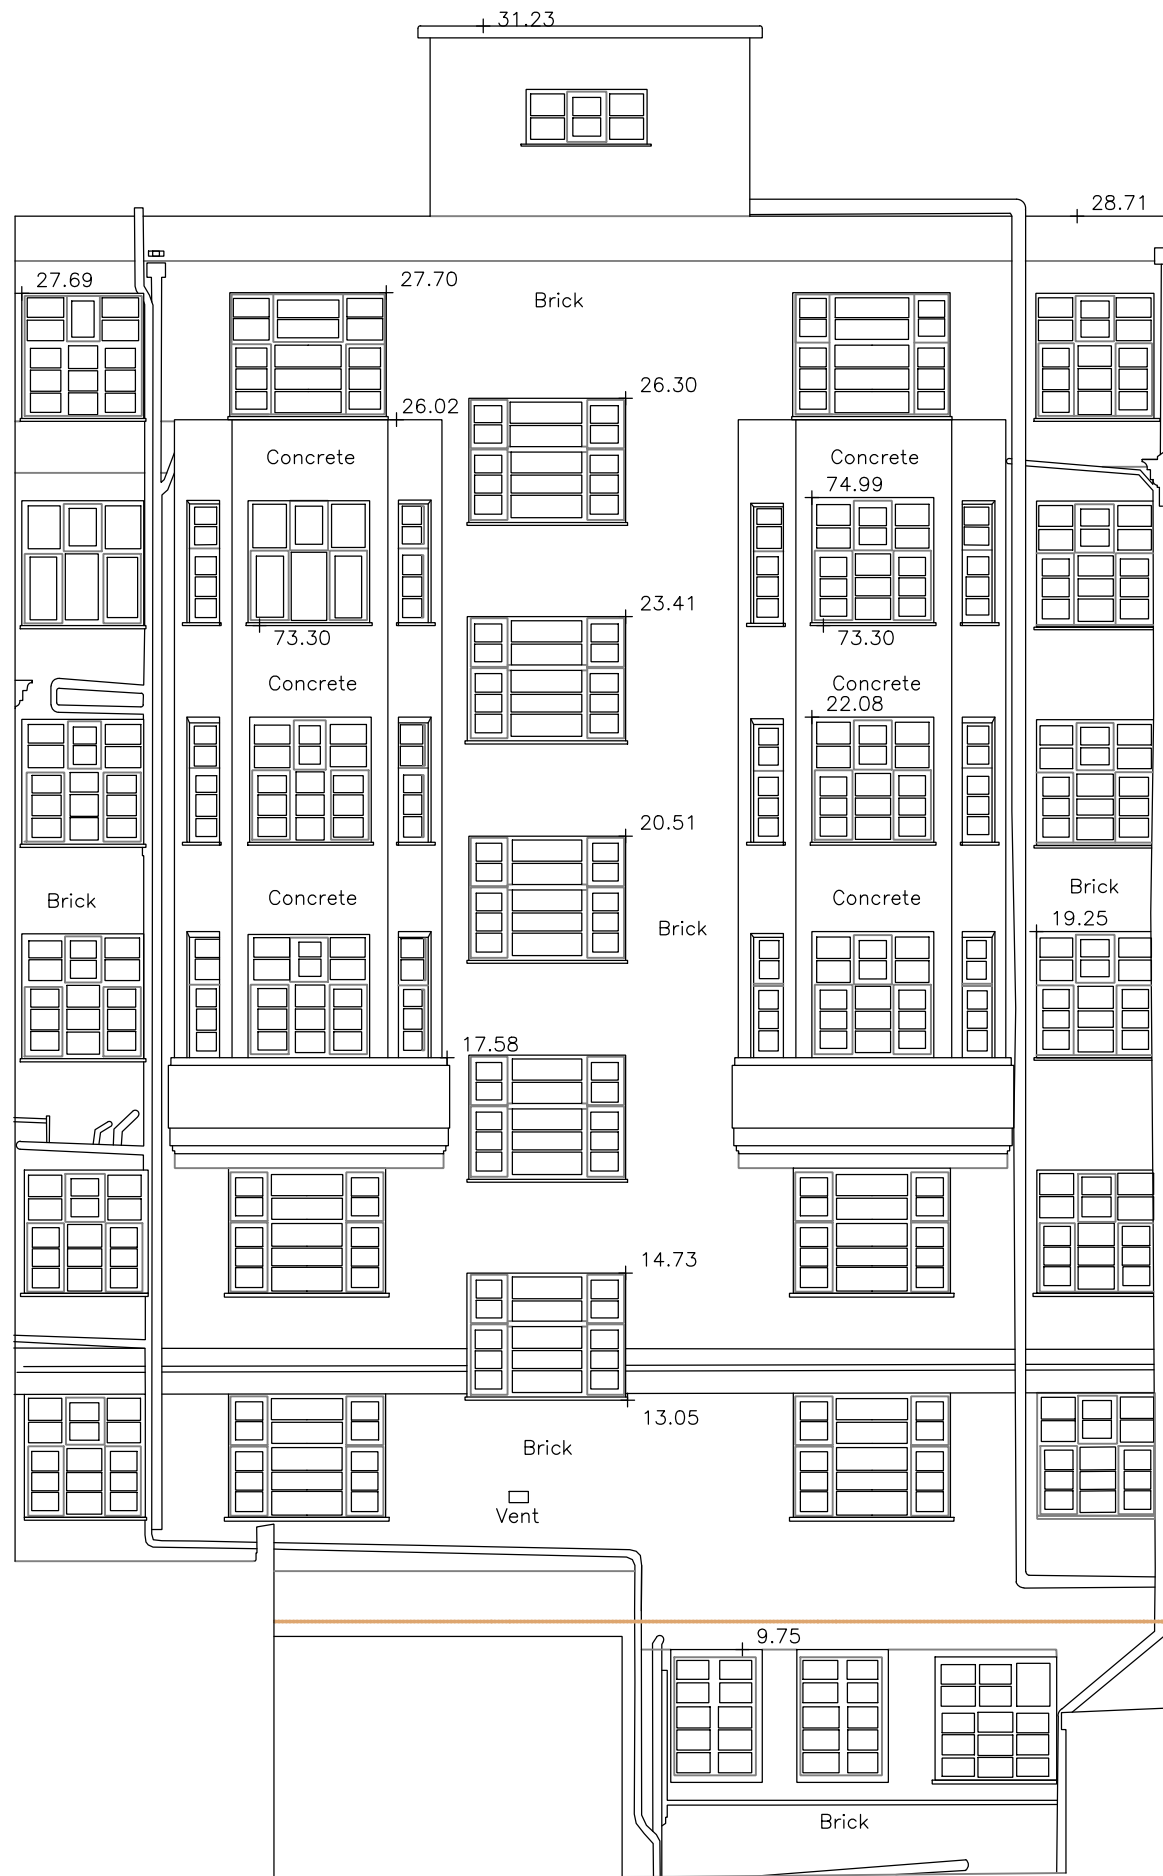 31.23
28.71
27.69
27.70
Brick
26.30
26.02
Concrete
Concrete
74.99
23.41
73.30
73.30
Concrete
Concrete
22.08
20.51
Brick
Concrete
Concrete
Brick
19.25
Brick
17.58
14.73
13.05
Brick
Vent
9.75
Brick